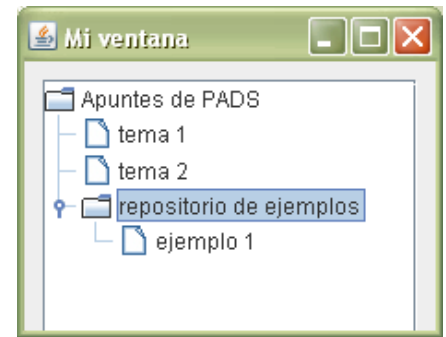 Mi ventana
Apuntes de PADS
tema 1
tema 2
repositorio de ejemplos
ejemplo 1